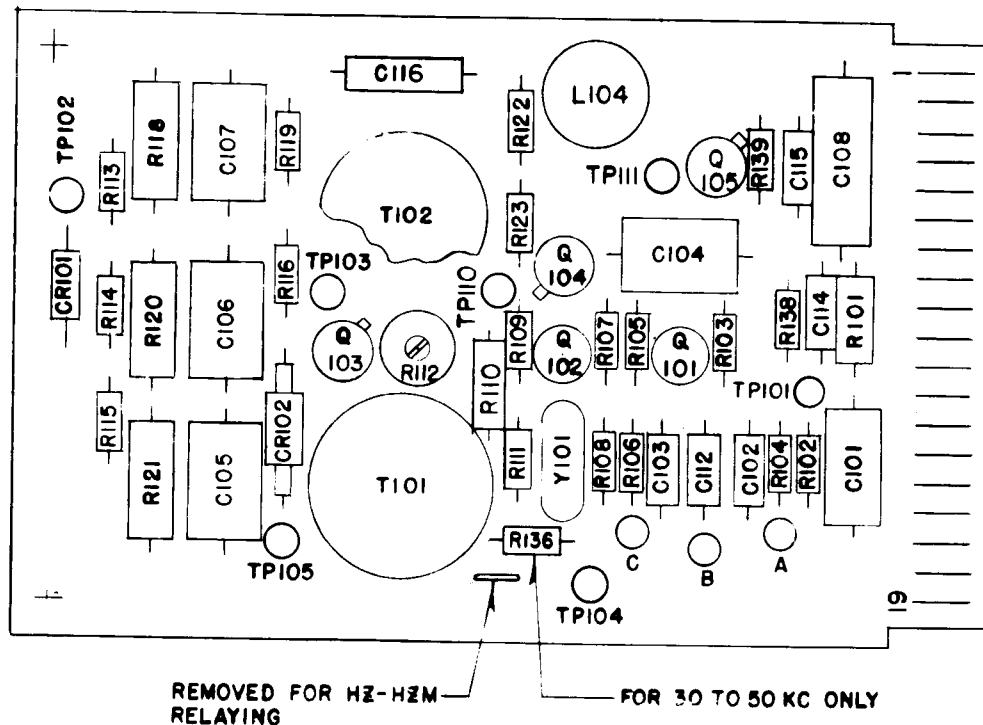 C116
L104
TP102
R118
C107
R119
R122
R113
TP111
Q
105
R139
C115
C108
T102
R123
CR101
R114
R120
C106
R116
TP103
TP110
Q
104
C104
R138
C114
R101
Q
103
R112
R110
R109
Q
102
R107
R105
Q
101
R103
TP101
R115
R121
C105
CR102
T101
R111
Y101
R108
R106
C103
C112
C102
R104
R102
C101
TP105
R136
C
B
A
TP104
1
19
REMOVED FOR HZ-HZM
RELAYING
FOR 30 TO 50 KC ONLY